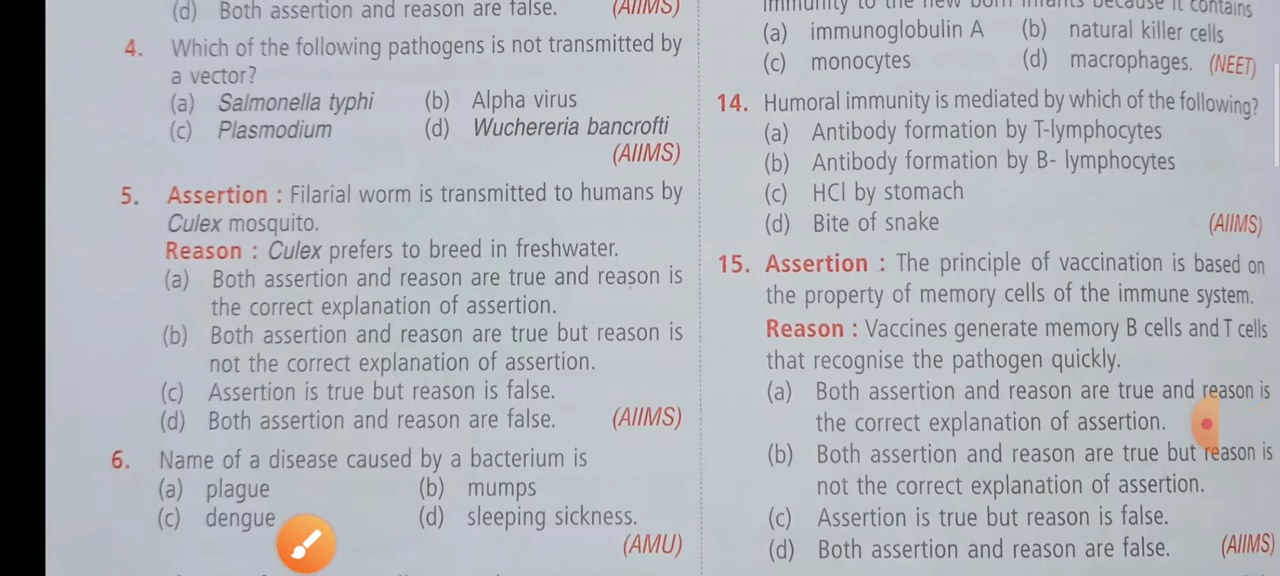 (d) Both assertion and reason are false. (AIIMS)
4. Which of the following pathogens is not transmitted by
a vector?
(a) Salmonella typhi (b) Alpha virus
(c) Plasmodium (d) Wuchereria bancrofti
(AIIMS)
5. Assertion : Filarial worm is transmitted to humans by
Culex mosquito.
Reason : Culex prefers to breed in freshwater.
(a) Both assertion and reason are true and reason is
the correct explanation of assertion.
(b) Both assertion and reason are true but reason is
not the correct explanation of assertion.
(c) Assertion is true but reason is false.
(d) Both assertion and reason are false. (AIIMS)
6. Name of a disease caused by a bacterium is
(a) plague (b) mumps
(c) dengue (d) sleeping sickness.
(AMU)
immunity to the new born infants because it contains
(a) immunoglobulin A (b) natural killer cells
(c) monocytes (d) macrophages. (NEET)
14. Humoral immunity is mediated by which of the following?
(a) Antibody formation by T-lymphocytes
(b) Antibody formation by B- lymphocytes
(c) HCl by stomach
(d) Bite of snake (AIIMS)
15. Assertion : The principle of vaccination is based on
the property of memory cells of the immune system.
Reason : Vaccines generate memory B cells and T cells
that recognise the pathogen quickly.
(a) Both assertion and reason are true and reason is
the correct explanation of assertion.
(b) Both assertion and reason are true but reason is
not the correct explanation of assertion.
(c) Assertion is true but reason is false.
(d) Both assertion and reason are false. (AIIMS)